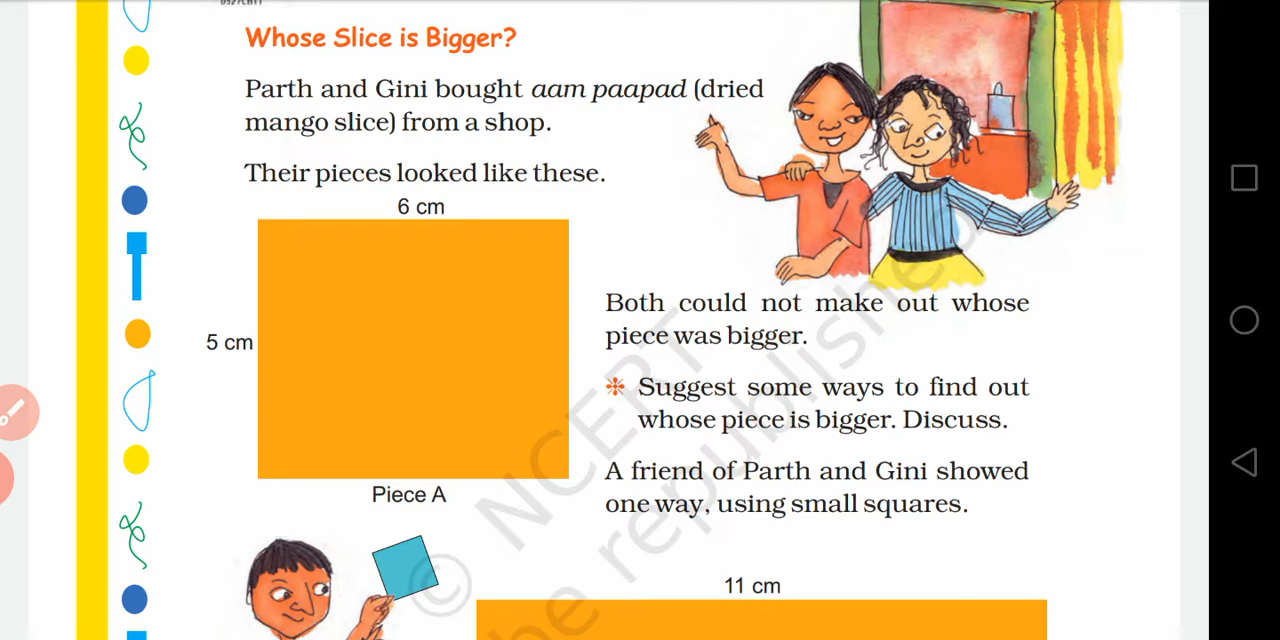 Whose Slice is Bigger?
Parth and Gini bought aam paapad (dried
mango slice) from a shop.
Their pieces looked like these.
6 cm
5 cm
Piece A
Both could not make out whose
piece was bigger.
❉ Suggest some ways to find out
whose piece is bigger. Discuss.
A friend of Parth and Gini showed
one way, using small squares.
11 cm
© NCERT
be republished